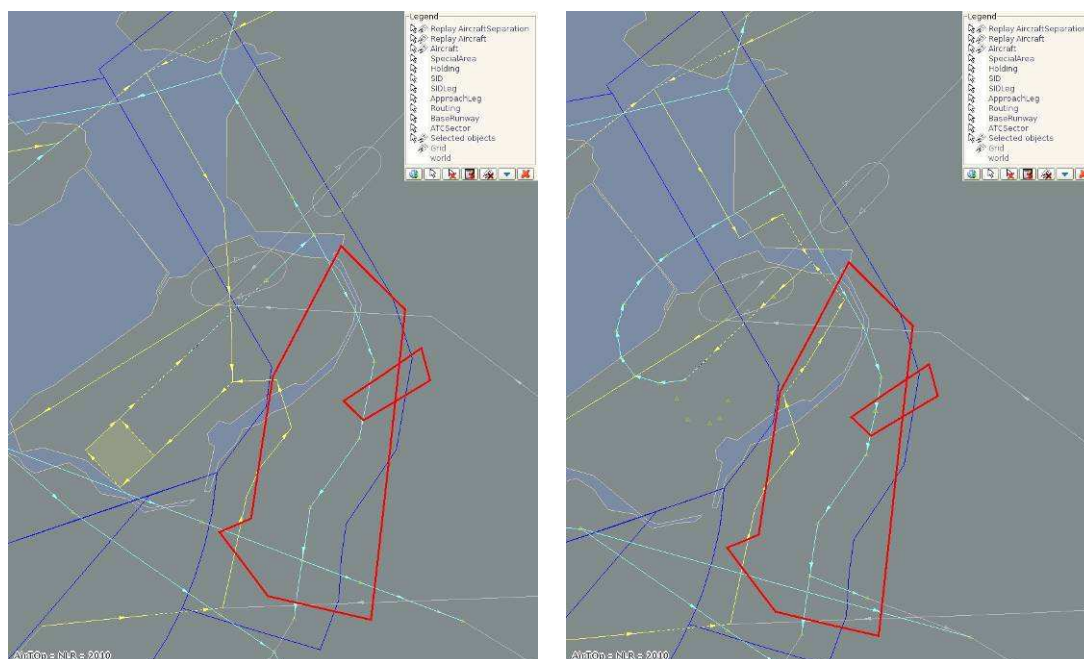 Legend
Replay AircraftSeparation
Replay Aircraft
Aircraft
SpecialArea
Holding
SID
SIDLeg
ApproachLeg
Routing
BaseRunway
ATCSector
Selected objects
Grid
world
AirTOp - NLR - 2010
Legend
Replay AircraftSeparation
Replay Aircraft
Aircraft
SpecialArea
Holding
SID
SIDLeg
ApproachLeg
Routing
BaseRunway
ATCSector
Selected objects
Grid
world
AirTOp - NLR - 2010